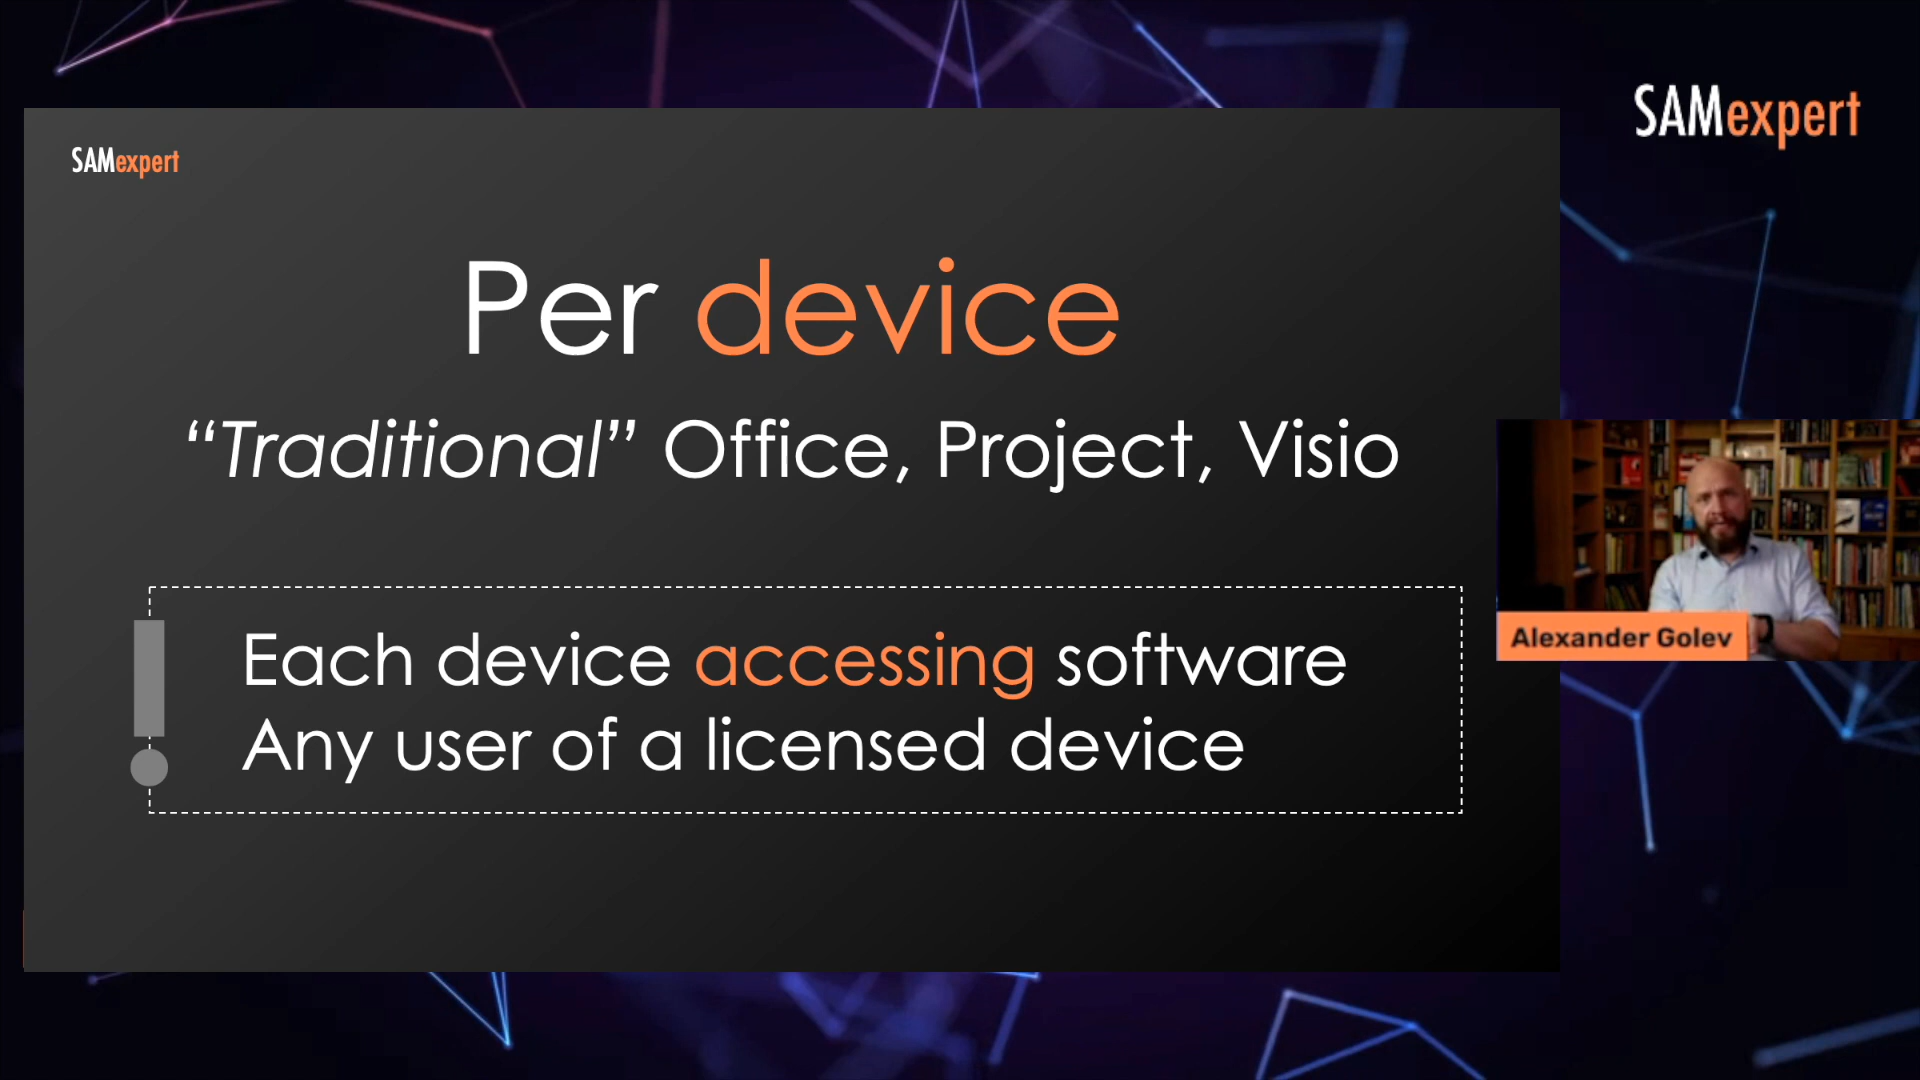 SAMexpert
SAMexpert
Per device
“Traditional” Office, Project, Visio
Each device accessing software
Any user of a licensed device
Alexander Golev